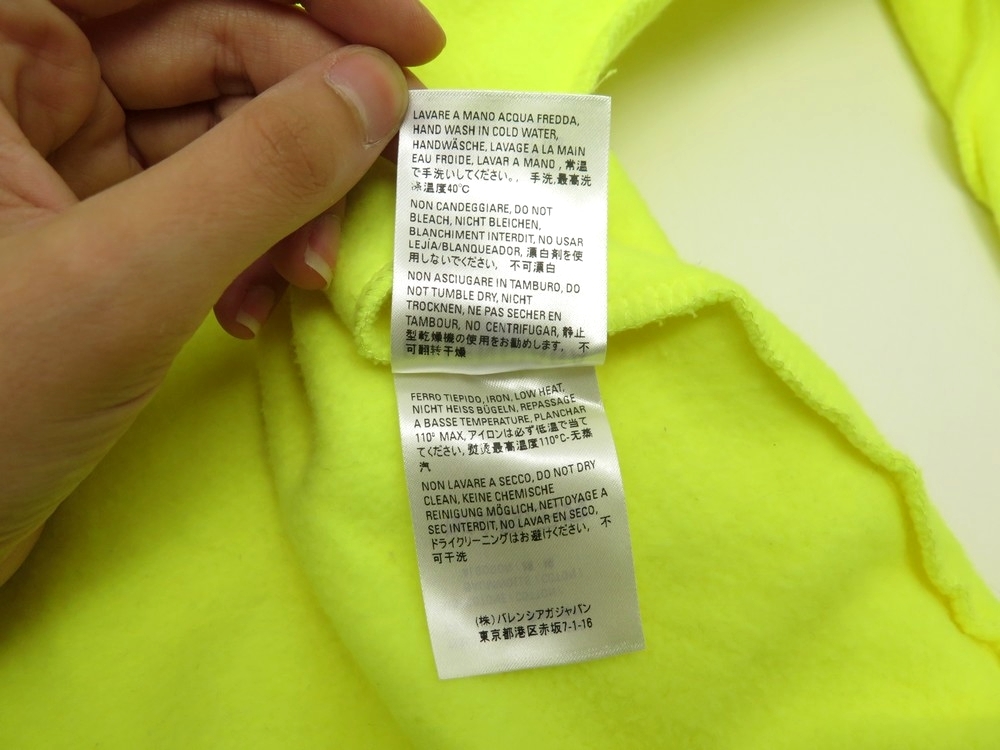 LAVARE A MANO ACQUA FREDDA,
HAND WASH IN COLD WATER,
HANDWÄSCHE, LAVAGE A LA MAIN
EAU FROIDE, LAVAR A MANO , 常温
で手洗いしてください。. 手洗,最高洗
涤温度40℃
NON CANDEGGIARE, DO NOT
BLEACH, NICHT BLEICHEN,
BLANCHIMENT INTERDIT, NO USAR
LEJÍA/BLANQUEADOR, 漂白剤を使
用しないでください, 不可漂白
NON ASCIUGARE IN TAMBURO, DO
NOT TUMBLE DRY, NICHT
TROCKNEN, NE PAS SECHER EN
TAMBOUR, NO CENTRIFUGAR, 静止
型乾燥機の使用をお勧めします, 不
可翻转干燥
FERRO TIEPIDO, IRON, LOW HEAT,
NICHT HEISS BÜGELN, REPASSAGE
A BASSE TEMPERATURE, PLANCHAR
110° MAX, アイロンは必ず低温で当て
てください, 熨烫最高温度110°C-无蒸
汽
NON LAVARE A SECCO, DO NOT DRY
CLEAN, KEINE CHEMISCHE
REINIGUNG MÖGLICH, NETTOYAGE A
SEC INTERDIT, NO LAVAR EN SECO,
ドライクリーニングはお避けください, 不
可干洗
(株)バレンシアガジャパン
東京都港区赤坂7-1-16